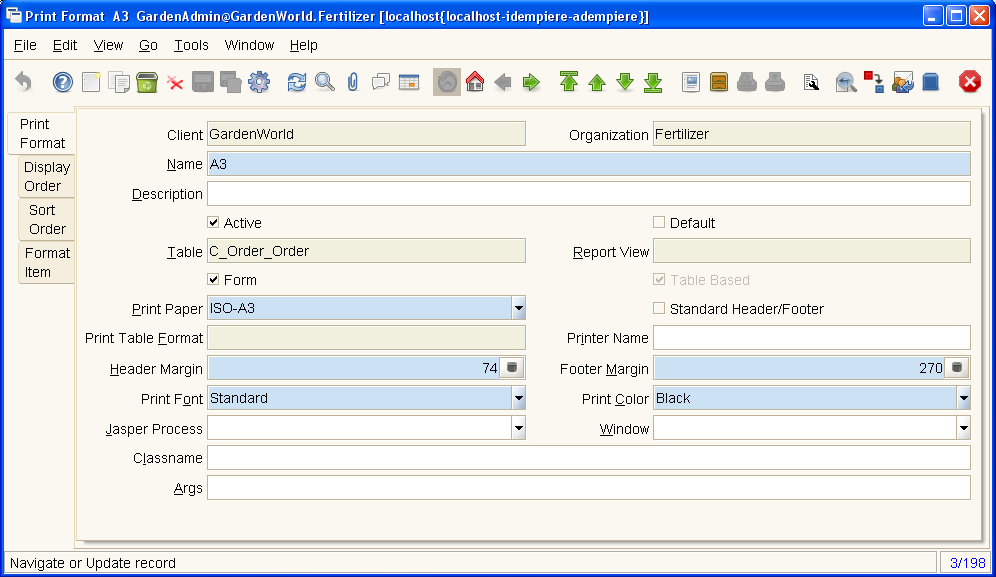 Print Format  A3  GardenAdmin@GardenWorld.Fertilizer [localhost{localhost-idempiere-adempiere}]
File Edit View Go Tools Window Help
Print Format
Display Order
Sort Order
Format Item
Client GardenWorld Organization Fertilizer
Name A3
Description
Active Default
Table C_Order_Order Report View
Form Table Based
Print Paper ISO-A3 Standard Header/Footer
Print Table Format Printer Name
Header Margin 74 Footer Margin 270
Print Font Standard Print Color Black
Jasper Process Window
Classname
Args
Navigate or Update record 3/198